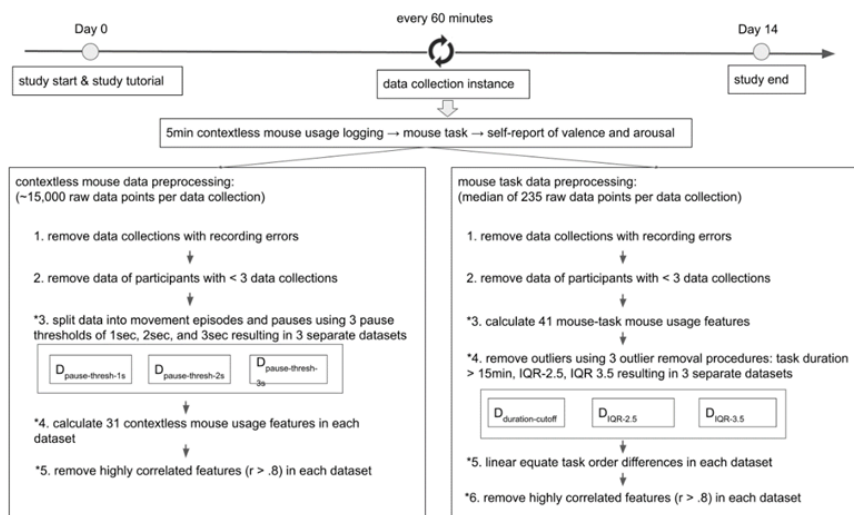 every 60 minutes
Day 0
Day 14
study start & study tutorial
data collection instance
study end
5min contextless mouse usage logging → mouse task → self-report of valence and arousal
contextless mouse data preprocessing:
(~15,000 raw data points per data collection)
1. remove data collections with recording errors
2. remove data of participants with < 3 data collections
*3. split data into movement episodes and pauses using 3 pause
thresholds of 1sec, 2sec, and 3sec resulting in 3 separate datasets
D pause-thresh-1s
D pause-thresh-2s
D pause-thresh-
3s
*4. calculate 31 contextless mouse usage features in each
dataset
*5. remove highly correlated features (r > .8) in each dataset
mouse task data preprocessing:
(median of 235 raw data points per data collection)
1. remove data collections with recording errors
2. remove data of participants with < 3 data collections
*3. calculate 41 mouse-task mouse usage features
*4. remove outliers using 3 outlier removal procedures: task duration
> 15min, IQR-2.5, IQR 3.5 resulting in 3 separate datasets
D duration-cutoff
D IQR-2.5
D IQR-3.5
*5. linear equate task order differences in each dataset
*6. remove highly correlated features (r > .8) in each dataset